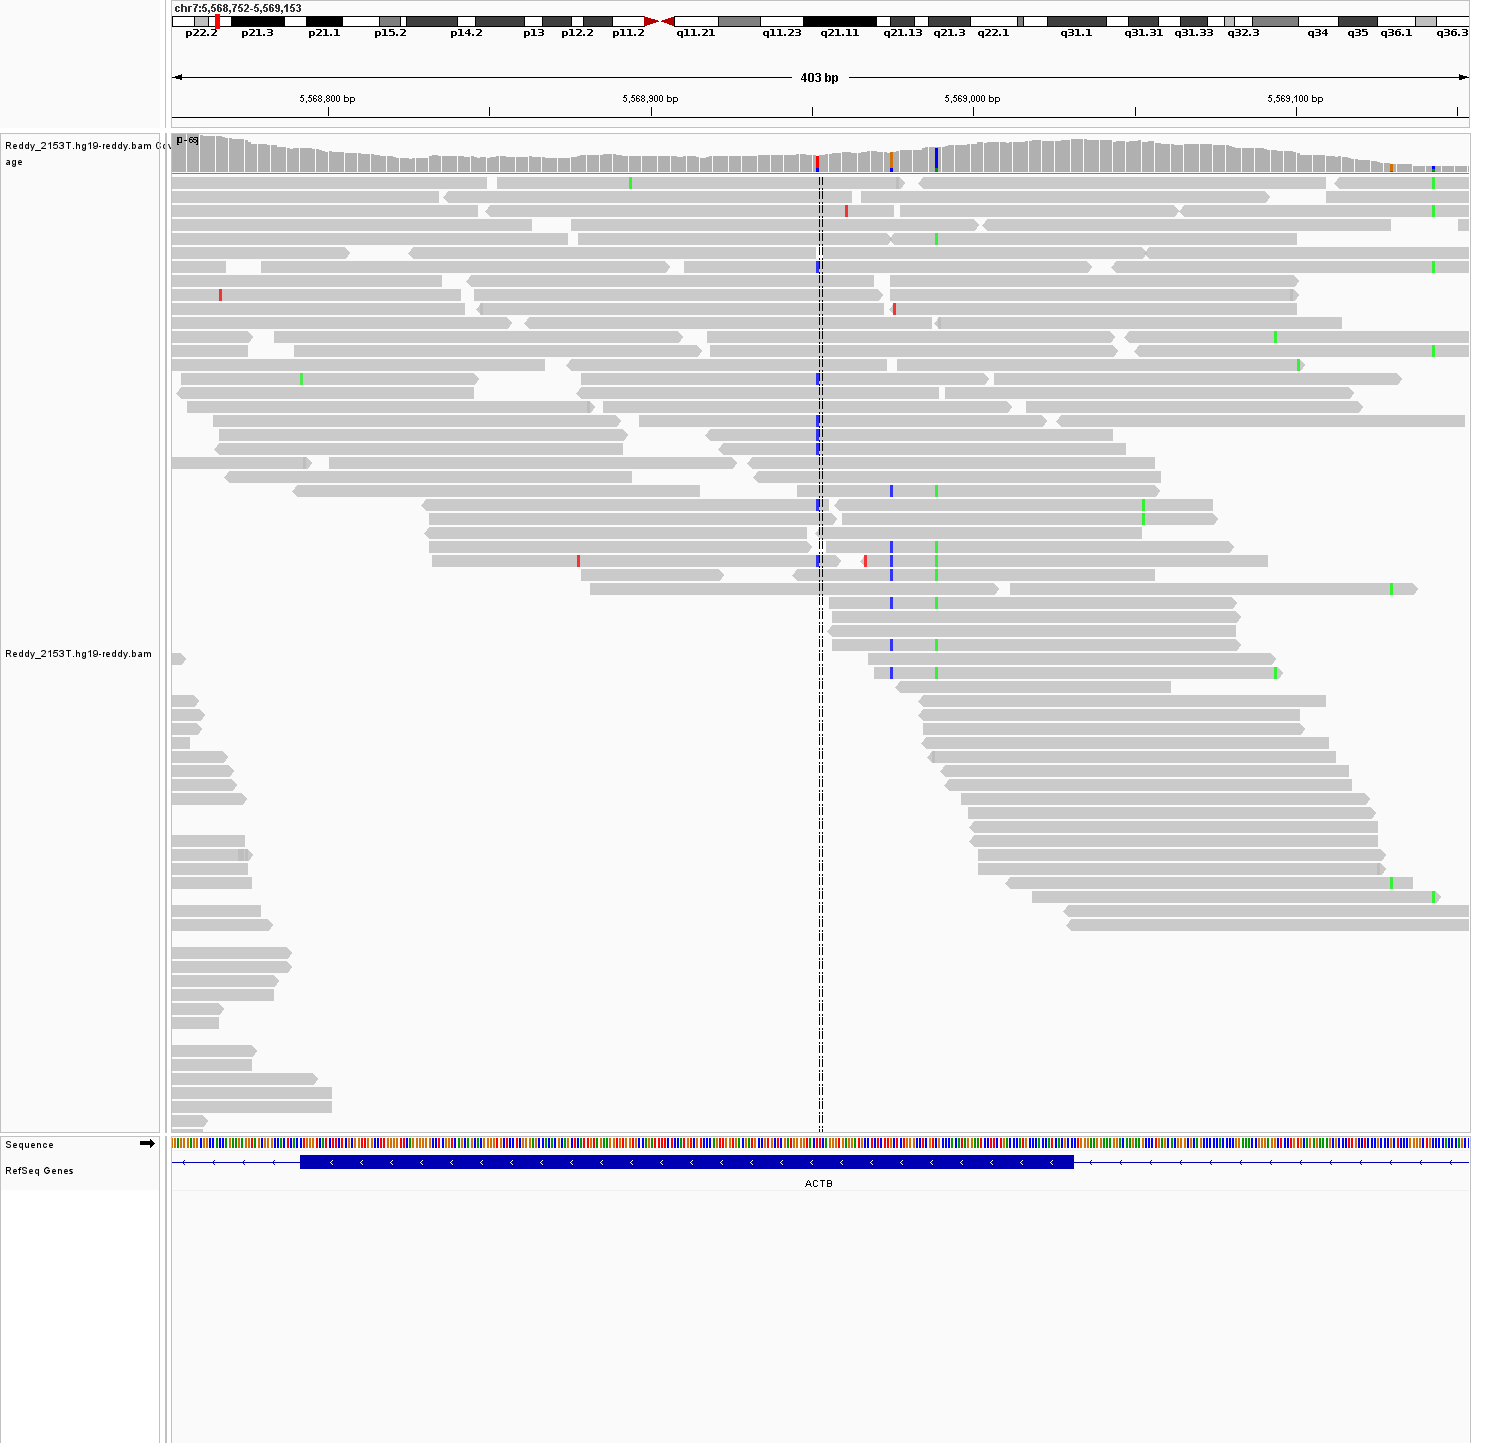 chr7:5,568,752-5,569,153
p22.2 p21.3 p21.1 p15.2 p14.2 p13 p12.2 p11.2 q11.21 q11.23 q21.11 q21.13 q21.3 q22.1 q31.1 q31.31 q31.33 q32.3 q34 q35 q36.1 q36.3
403 bp
5,568,800 bp 5,568,900 bp 5,569,000 bp 5,569,100 bp
Reddy_2153T.hg19-reddy.bam Cov
age
Reddy_2153T.hg19-reddy.bam
Sequence
RefSeq Genes
ACTB